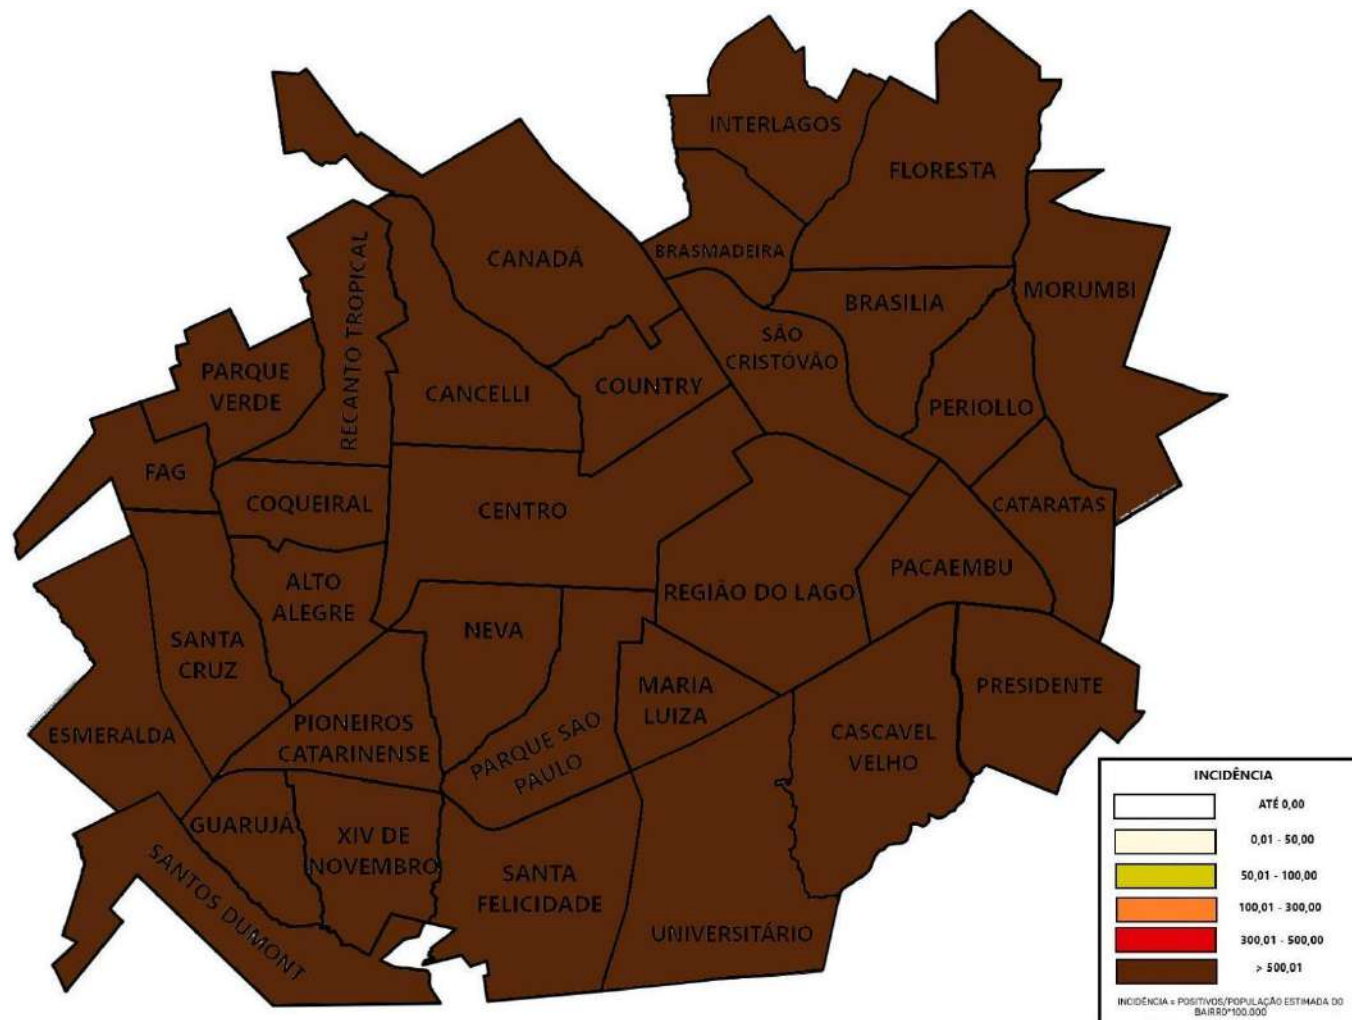 INTERLAGOS
FLORESTA
CANADÁ
BRASMADEIRA
MORUMBI
BRASILIA
RECANTO TROPICAL
SÃO
CRISTÓVÃO
PARQUE
VERDE
CANCELLI
COUNTRY
PERIOLLO
FAG
COQUEIRAL
CENTRO
CATARATAS
ALTO
ALEGRE
REGIÃO DO LAGO
PACAEMBU
SANTA
CRUZ
NEVA
MARIA
LUIZA
PRESIDENTE
ESMERALDA
PIONEIROS
CATARINENSE
PARQUE SÃO
PAULO
CASCAVEL
VELHO
GUARUJÁ
XIV DE
NOVEMBRO
SANTOS DUMONT
SANTA
FELICIDADE
UNIVERSITÁRIO
INCIDÊNCIA
ATÉ 0,00
0,01 - 50,00
50,01 - 100,00
100,01 - 300,00
300,01 - 500,00
> 500,01
INCIDÊNCIA = POSITIVOS/POPULAÇÃO ESTIMADA DO
BAIRRO*100.000